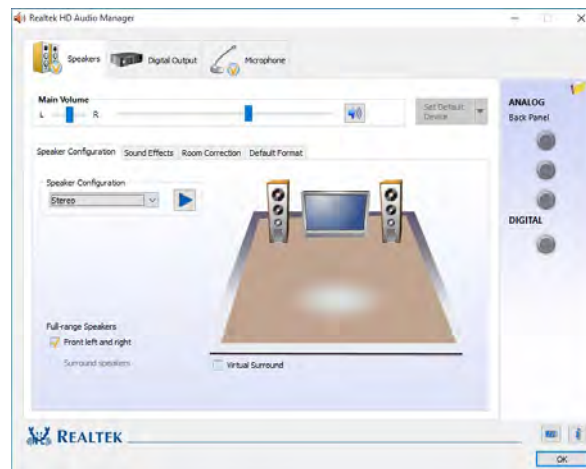 Realtek HD Audio Manager
Speakers
Digital Output
Microphone
Main Volume
L
R
Set Default
Device
ANALOG
Back Panel
DIGITAL
Speaker Configuration
Sound Effects
Room Correction
Default Format
Speaker Configuration
Stereo
Full-range Speakers
Front left and right
Surround speakers
Virtual Surround
REALTEK
OK